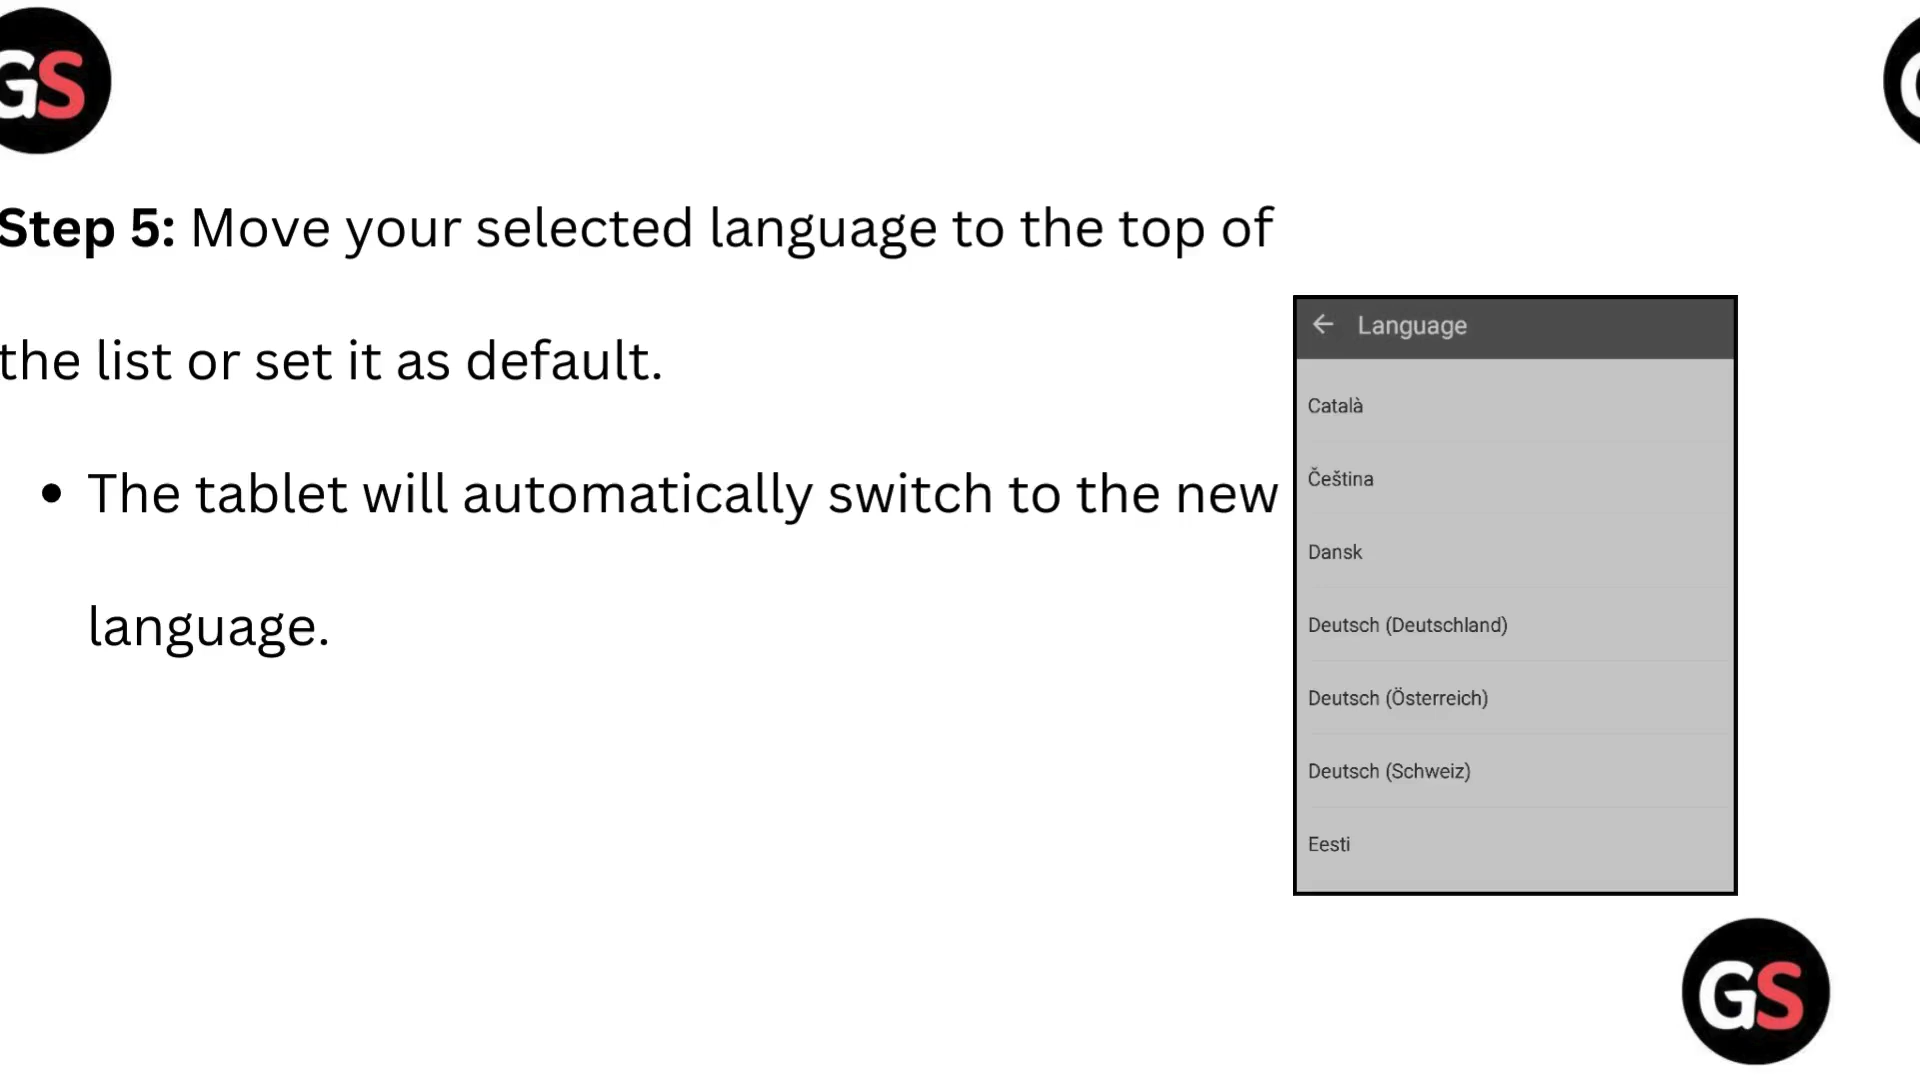 GS
Step 5: Move your selected language to the top of
the list or set it as default.
• The tablet will automatically switch to the new
language.
Language
Català
Čeština
Dansk
Deutsch (Deutschland)
Deutsch (Österreich)
Deutsch (Schweiz)
Eesti
GS